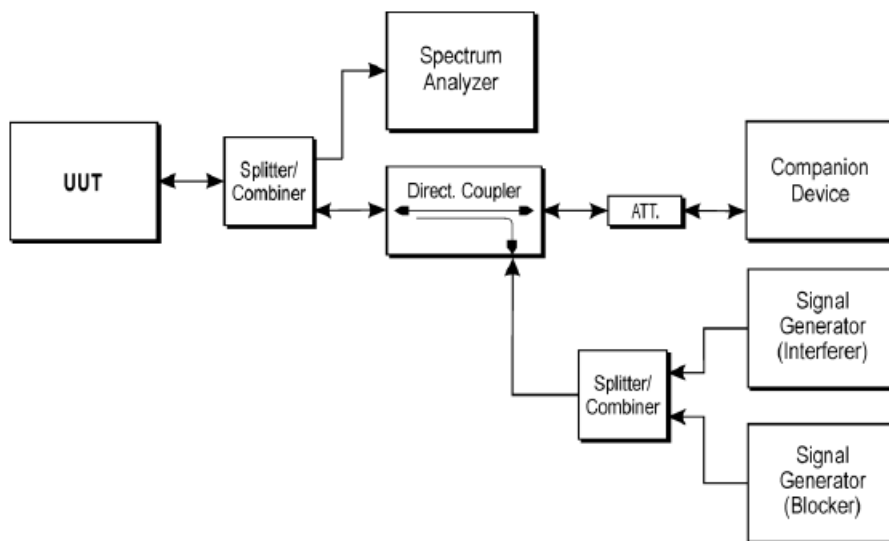 Spectrum
Analyzer
UUT
Splitter/
Combiner
Direct. Coupler
ATT.
Companion
Device
Signal
Generator
(Interferer)
Splitter/
Combiner
Signal
Generator
(Blocker)